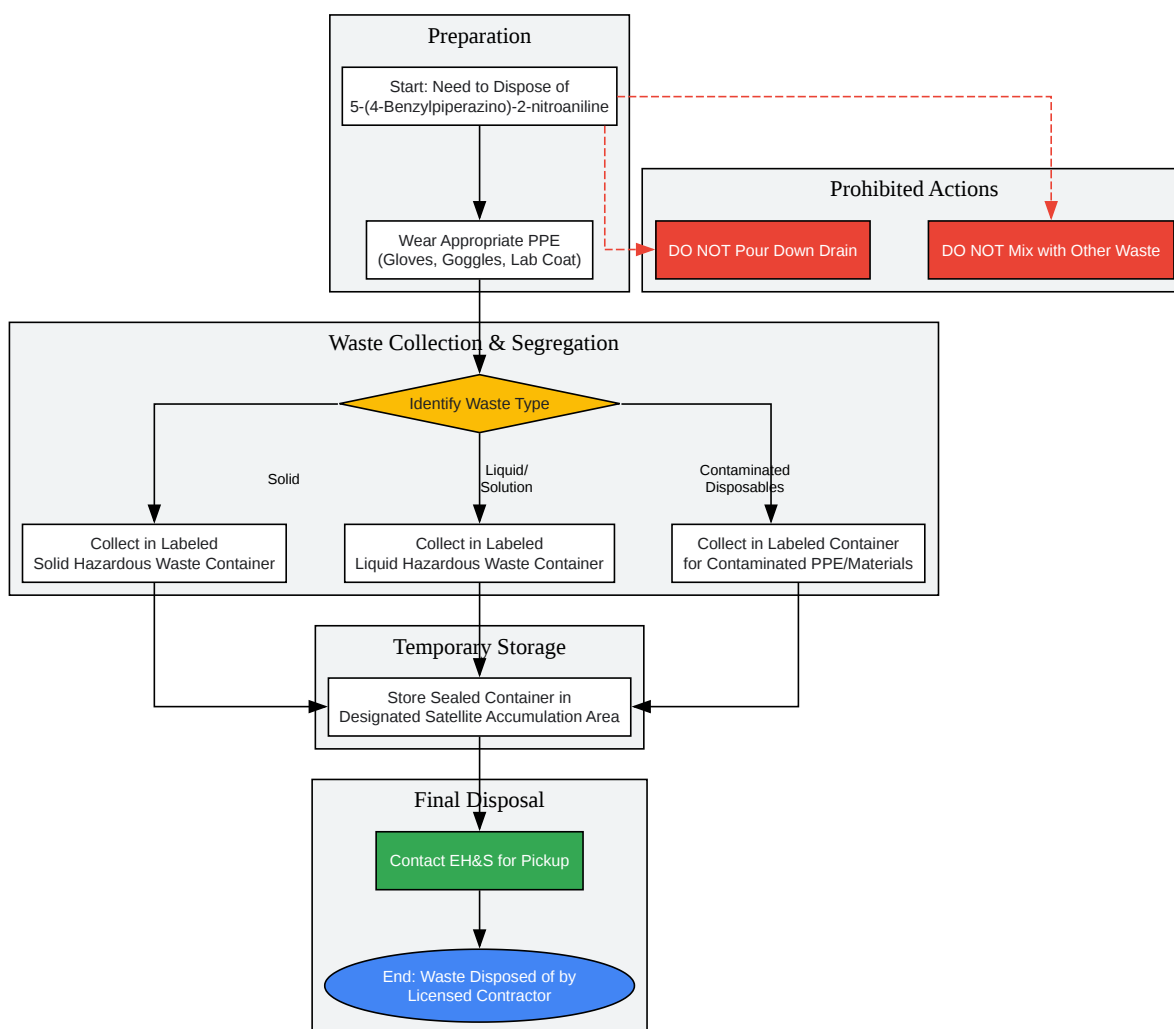 Preparation
Start: Need to Dispose of
5-(4-Benzylpiperazino)-2-nitroaniline
Prohibited Actions
Wear Appropriate PPE
(Gloves, Goggles, Lab Coat)
DO NOT Pour Down Drain
DO NOT Mix with Other Waste
Waste Collection & Segregation
Identify Waste Type
Solid
Liquid/
Solution
Contaminated
Disposables
Collect in Labeled
Solid Hazardous Waste Container
Collect in Labeled
Liquid Hazardous Waste Container
Collect in Labeled Container
for Contaminated PPE/Materials
Temporary Storage
Store Sealed Container in
Designated Satellite Accumulation Area
Final Disposal
Contact EH&S for Pickup
End: Waste Disposed of by
Licensed Contractor